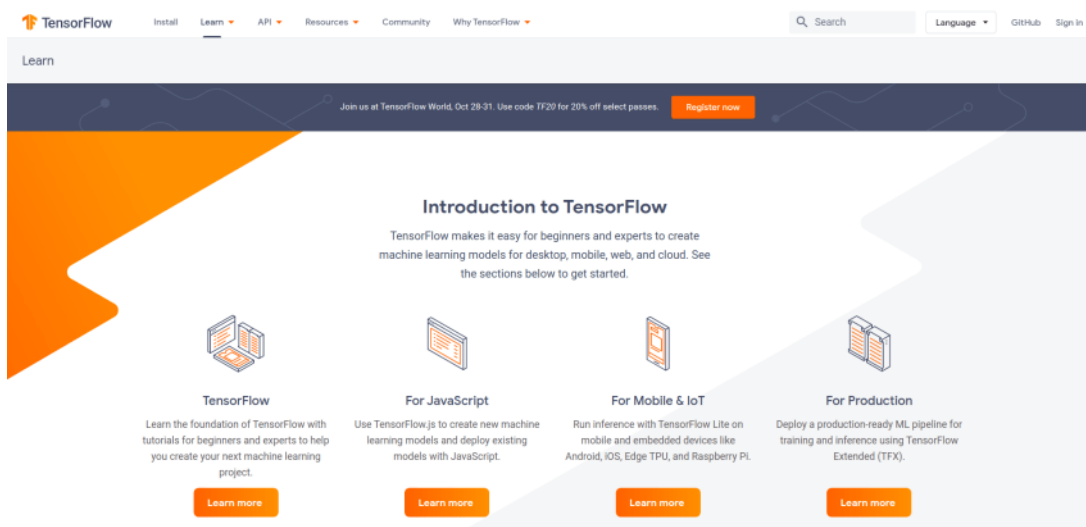 TensorFlow Install Learn API Resources Community Why TensorFlow Search Language GitHub Sign in
Learn
Join us at TensorFlow World, Oct 28-31. Use code TF20 for 20% off select passes. Register now
Introduction to TensorFlow
TensorFlow makes it easy for beginners and experts to create
machine learning models for desktop, mobile, web, and cloud. See
the sections below to get started.
TensorFlow
Learn the foundation of TensorFlow with
tutorials for beginners and experts to help
you create your next machine learning
project.
Learn more
For JavaScript
Use TensorFlow.js to create new machine
learning models and deploy existing
models with JavaScript.
Learn more
For Mobile & IoT
Run inference with TensorFlow Lite on
mobile and embedded devices like
Android, iOS, Edge TPU, and Raspberry Pi.
Learn more
For Production
Deploy a production-ready ML pipeline for
training and inference using TensorFlow
Extended (TFX).
Learn more